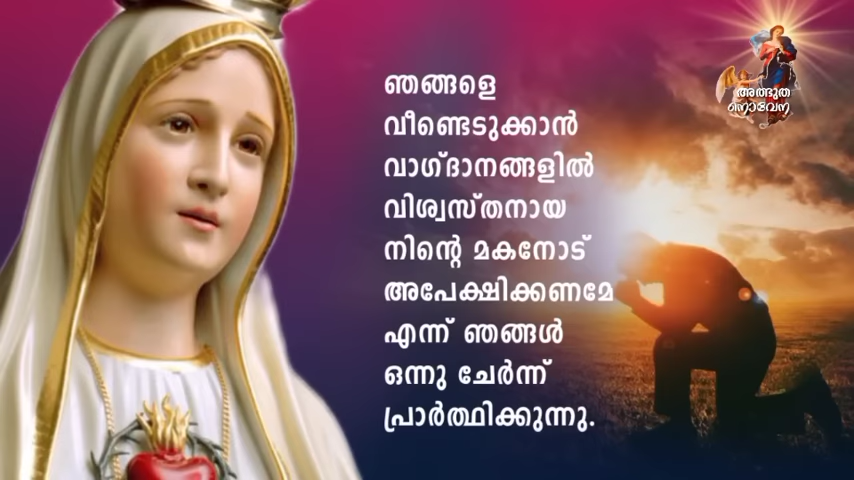 ഞങ്ങളെ
വീണ്ടെടുക്കാൻ
വാഗ്ദാനങ്ങളിൽ
വിശ്വസ്തനായ
നിന്റെ മകനോട്
അപേക്ഷിക്കണമേ
എന്ന് ഞങ്ങൾ
ഒന്നു ചേർന്ന്
പ്രാർത്ഥിക്കുന്നു.
അത്ഭുത
നൊവേന